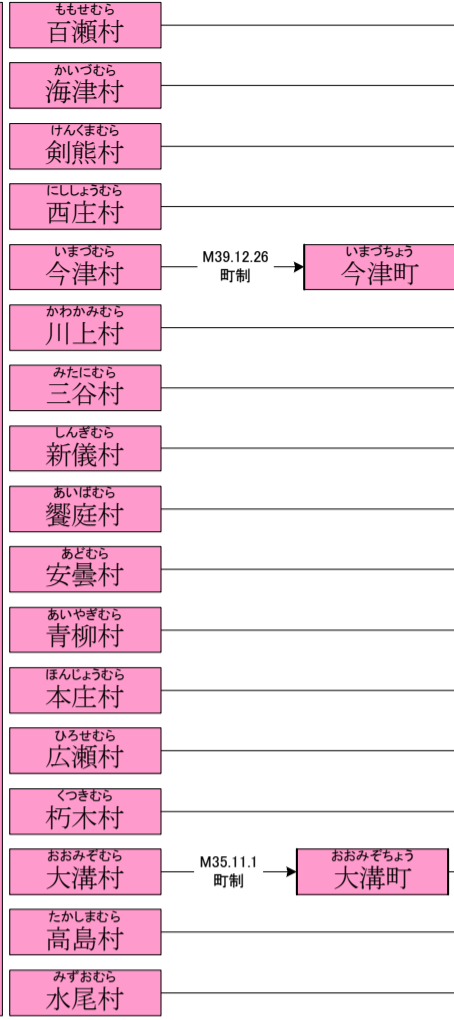 ももせむら
百瀬村
かいづむら
海津村
けんくまむら
剣熊村
にししょうむら
西庄村
いまづむら
今津村
M39.12.26
町制
いまづちょう
今津町
かわかみむら
川上村
みたにむら
三谷村
しんぎむら
新儀村
あいばむら
饗庭村
あどむら
安曇村
あいやぎむら
青柳村
ほんじょうむら
本庄村
ひろせむら
広瀬村
くつきむら
朽木村
おおみぞむら
大溝村
M35.11.1
町制
おおみぞちょう
大溝町
たかしまむら
高島村
みずおむら
水尾村